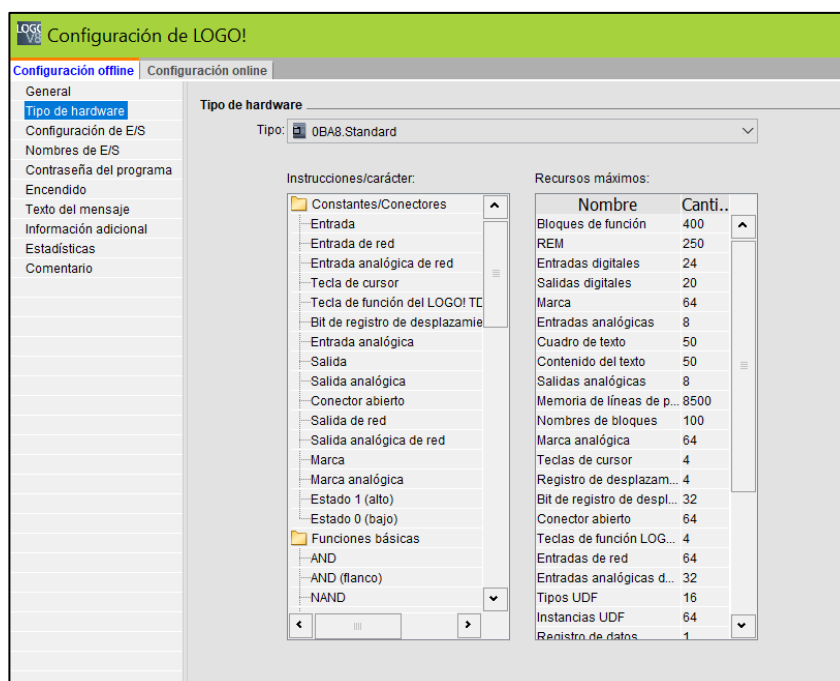 LOGO! V8 Configuración de LOGO!
Configuración offline Configuración online
General
Tipo de hardware
Configuración de E/S
Nombres de E/S
Contraseña del programa
Encendido
Texto del mensaje
Información adicional
Estadísticas
Comentario
Tipo de hardware
Tipo: 0BA8.Standard
Instrucciones/carácter:
Constantes/Conectores
Entrada
Entrada de red
Entrada analógica de red
Tecla de cursor
Tecla de función del LOGO! TD
Bit de registro de desplazamie
Entrada analógica
Salida
Salida analógica
Conector abierto
Salida de red
Salida analógica de red
Marca
Marca analógica
Estado 1 (alto)
Estado 0 (bajo)
Funciones básicas
AND
AND (flanco)
NAND
Recursos máximos:
Nombre Canti..
Bloques de función 400
REM 250
Entradas digitales 24
Salidas digitales 20
Marca 64
Entradas analógicas 8
Cuadro de texto 50
Contenido del texto 50
Salidas analógicas 8
Memoria de líneas de p... 8500
Nombres de bloques 100
Marca analógica 64
Teclas de cursor 4
Registro de desplazam... 4
Bit de registro de despl... 32
Conector abierto 64
Teclas de función LOG... 4
Entradas de red 64
Entradas analógicas d... 32
Tipos UDF 16
Instancias UDF 64
Registro de datos 1